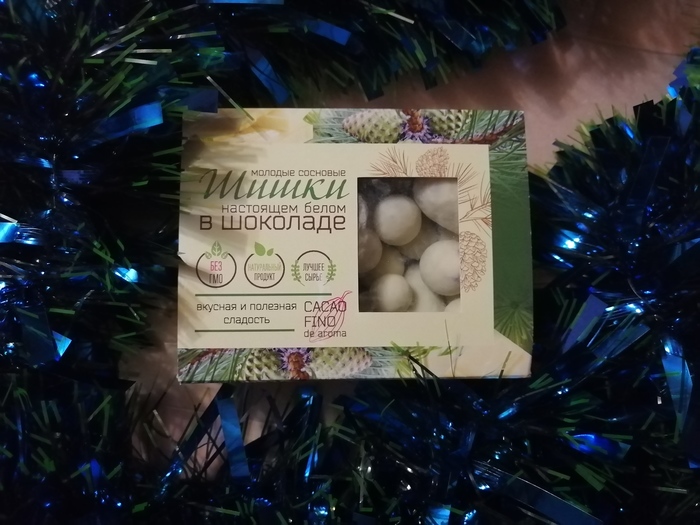 молодые сосновые
Шишки
настоящем белом
в шоколаде
БЕЗ
ГМО
НАТУРАЛЬНЫЙ
ПРОДУКТ
ЛУЧШЕЕ
СЫРЬЕ
вкусная и полезная
сладость
CACAO
FINO
de aroma